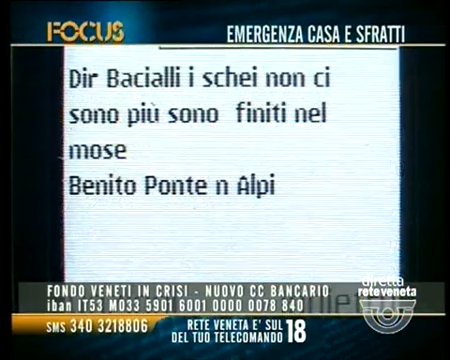 FOCUS
EMERGENZA CASA E SFRATTI
Dir Bacialli i schei non ci
sono più sono finiti nel
mose
Benito Ponte n Alpi
FONDO VENETI IN CRISI - NUOVO CC BANCARIO
iban IT53 M033 5901 6001 0000 0078 840
diretta
reteveneta
SMS 340 3218806
RETE VENETA E' SUL 18
DEL TUO TELECOMANDO